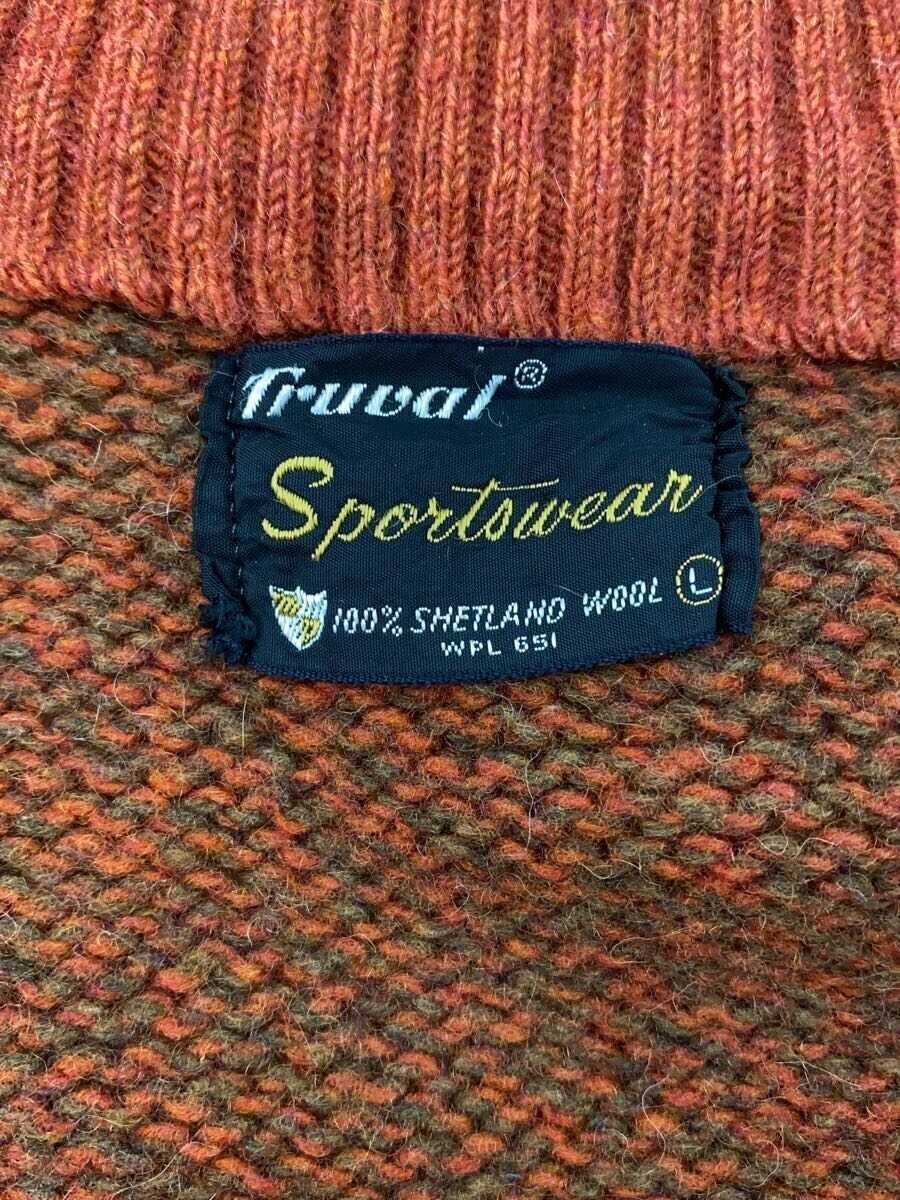 Truval®
Sportswear
100% SHETLAND WOOL L
WPL 651